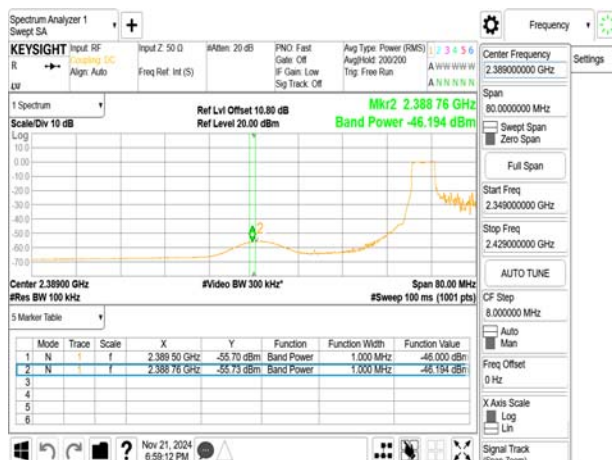 Spectrum Analyzer 1
Swept SA
+
Frequency
KEYSIGHT Input: RF Input Z: 50 Ω #Atten: 20 dB PNO: Fast Avg Type: Power (RMS) 1 2 3 4 5 6
R Coupling: DC Gate: Off Avg|Hold: 200/200 A W W W W W
Align: Auto Freq Ref: Int (S) IF Gain: Low Trig: Free Run
Sig Track: Off A N N N N N
1 Spectrum
Scale/Div 10 dB
Ref Lvl Offset 10.80 dB
Ref Level 20.00 dBm
Mkr2 2.388 76 GHz
Band Power -46.194 dBm
Log
10.0
0.00
-10.0
-20.0
-30.0
-40.0
-50.0
-60.0
-70.0
2
Center 2.38900 GHz #Video BW 300 kHz* Span 80.00 MHz
#Res BW 100 kHz #Sweep 100 ms (1001 pts)
5 Marker Table
Mode Trace Scale X Y Function Function Width Function Value
1 N 1 f 2.389 50 GHz -55.70 dBm Band Power 1.000 MHz -46.000 dBm
2 N 1 f 2.388 76 GHz -55.73 dBm Band Power 1.000 MHz -46.194 dBm
3
4
5
6
Nov 21, 2024
6:59:12 PM
Center Frequency
2.389000000 GHz
Settings
Span
80.0000000 MHz
Swept Span
Zero Span
Full Span
Start Freq
2.349000000 GHz
Stop Freq
2.429000000 GHz
AUTO TUNE
CF Step
8.000000 MHz
Auto
Man
Freq Offset
0 Hz
X Axis Scale
Log
Lin
Signal Track